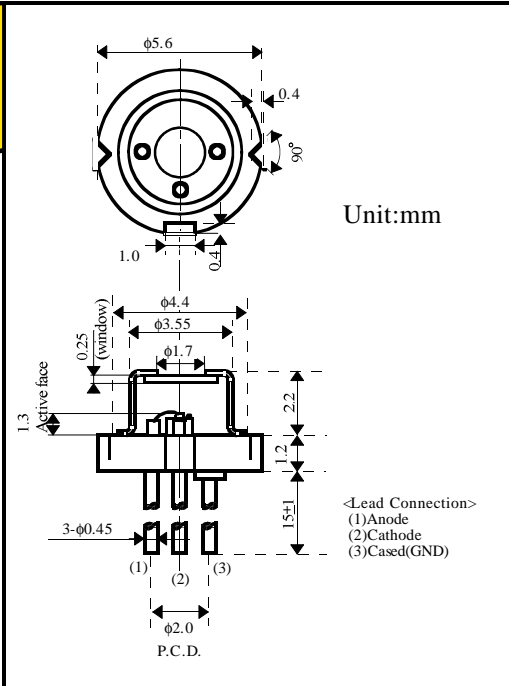 ϕ5.6
0.4
90°
Unit:mm
1.0
0.4
ϕ4.4
ϕ3.55
ϕ1.7
0.25
(window)
1.3
Active face
2.2
1.2
15±1
3-ϕ0.45
(1)
(2)
(3)
<Lead Connection>
(1)Anode
(2)Cathode
(3)Cased(GND)
ϕ2.0
P.C.D.